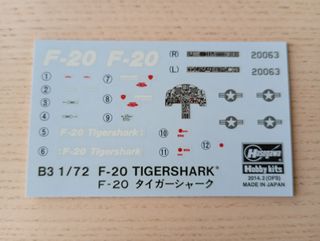 F-20 F-20 (R) 20063
(L) 20063
1 2 7
3 8
4 9
5 F-20 Tigershark 10
6 F-20 Tigershark 11 12
B3 1/72 F-20 TIGERSHARK
F-20 タイガーシャーク
Hasegawa
Hobby kits
2014.2(OPB)
MADE IN JAPAN